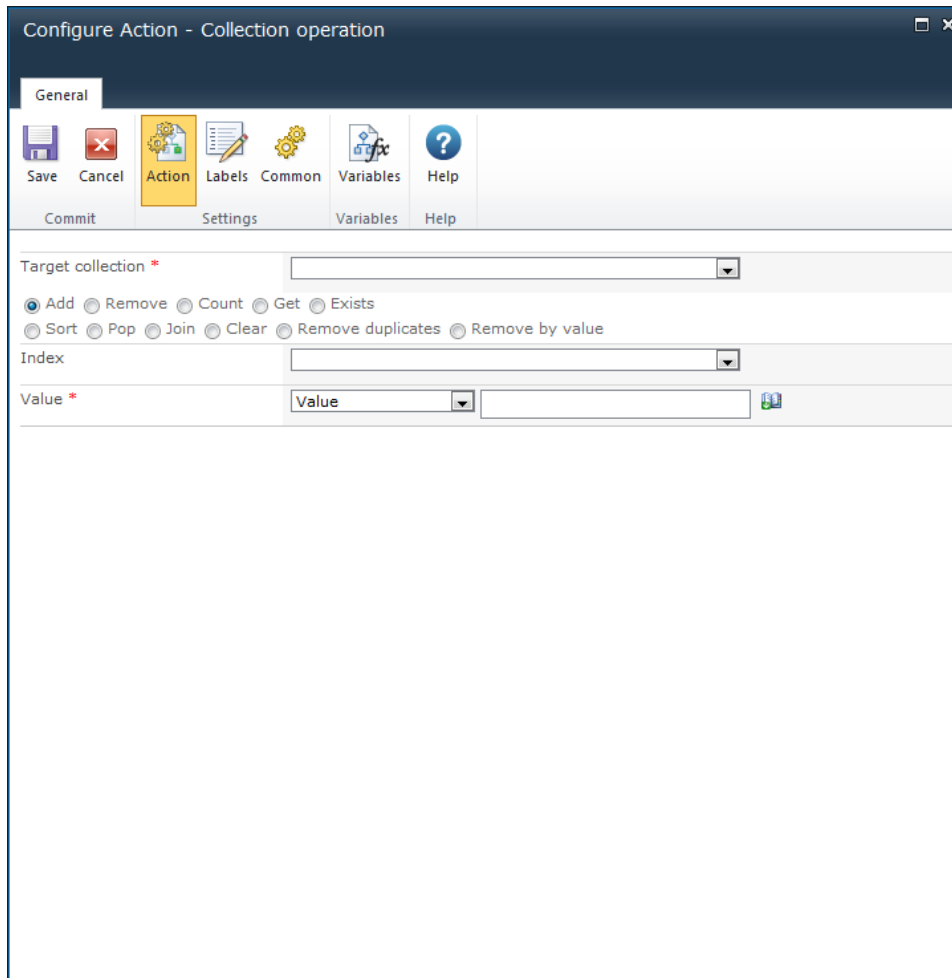 Configure Action - Collection operation
General
Save Cancel Action Labels Common Variables Help
Commit Settings Variables Help
Target collection *
Add Remove Count Get Exists
Sort Pop Join Clear Remove duplicates Remove by value
Index
Value * Value